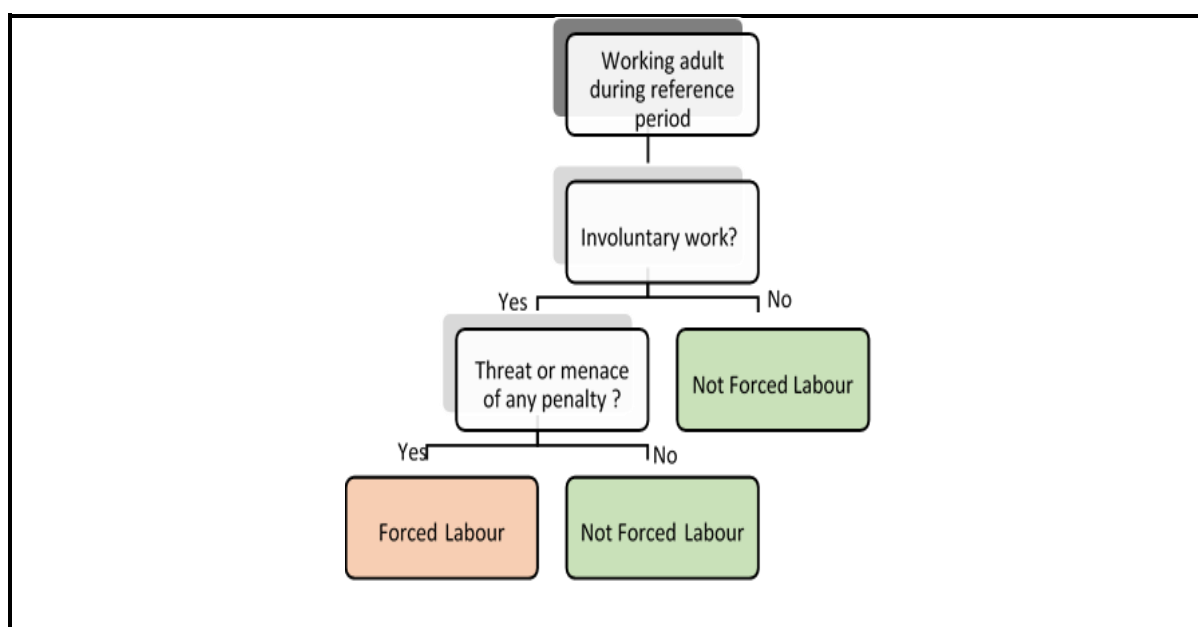 Working adult
during reference
period
Involuntary work?
Yes
No
Threat or menace
of any penalty ?
Not Forced Labour
Yes
No
Forced Labour
Not Forced Labour